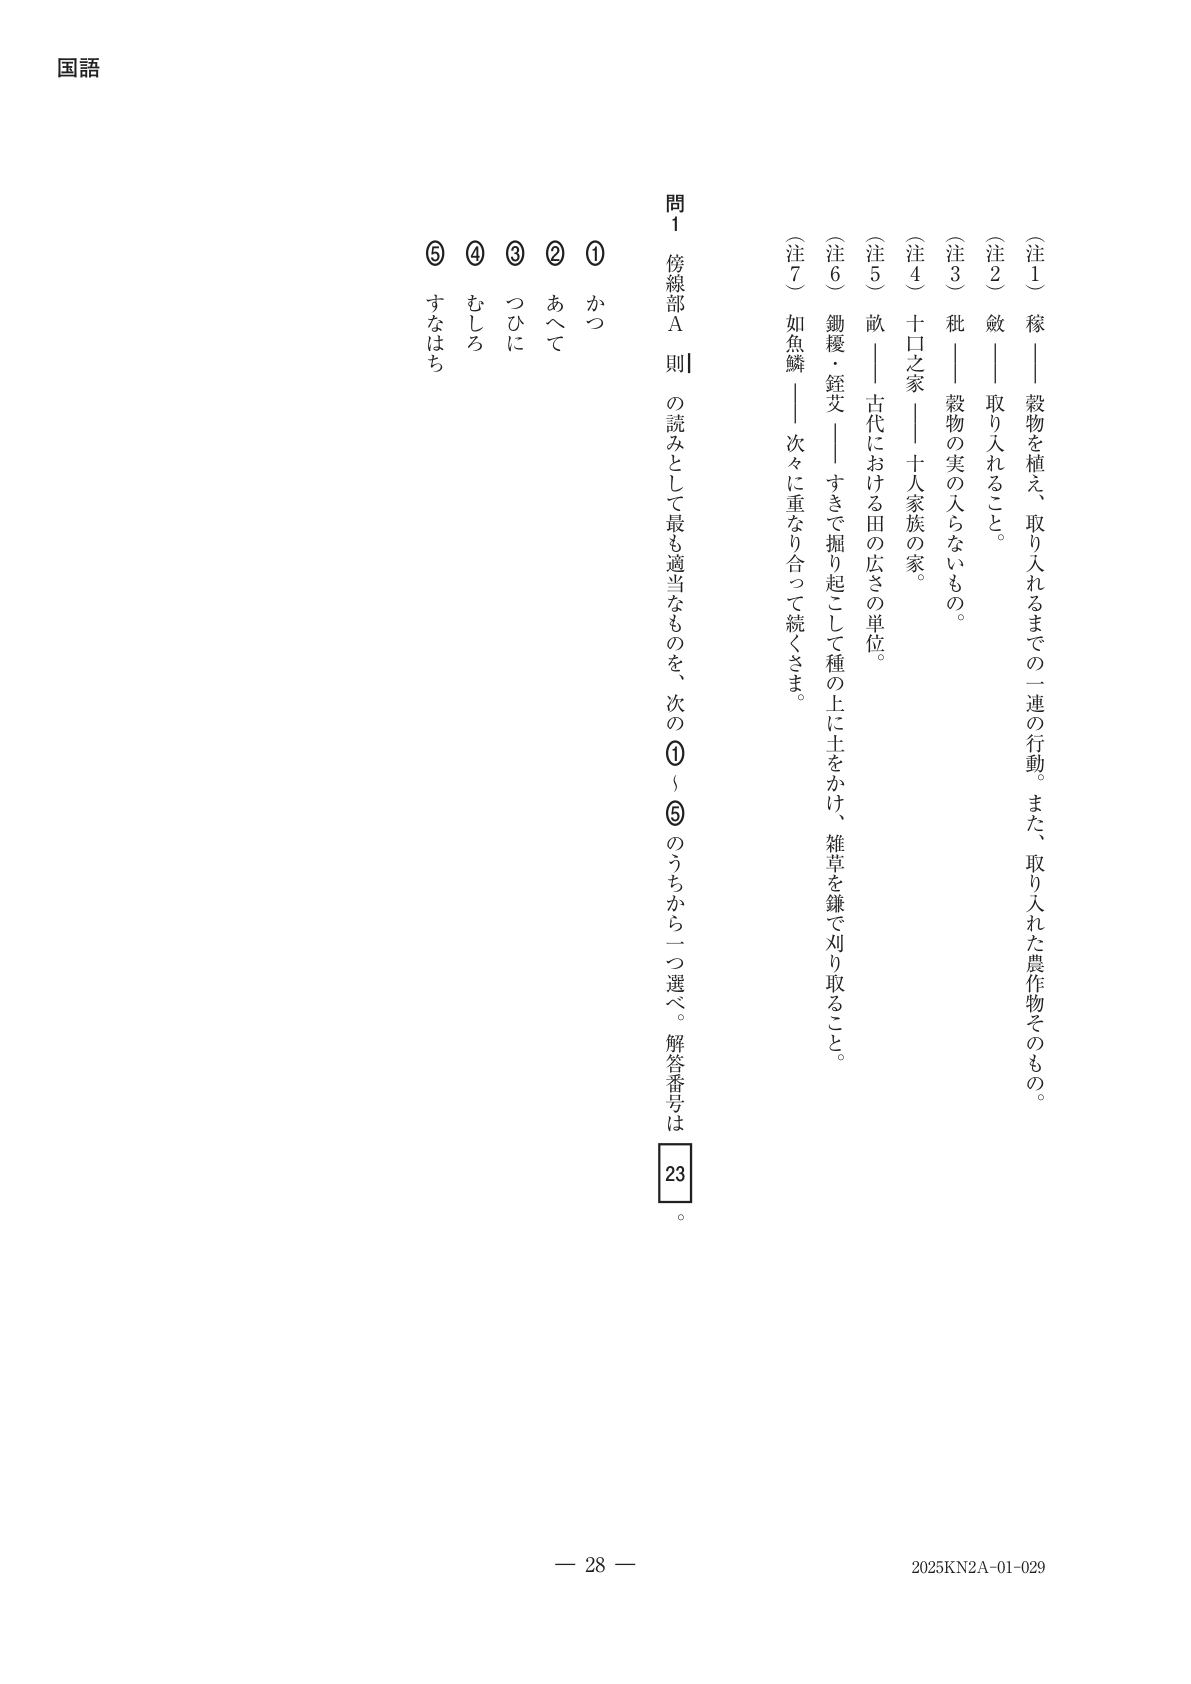 国語
（注1） 稼 ―― 穀物を植え、取り入れるまでの一連の行動。また、取り入れた農作物そのもの。
（注2） 斂 ―― 取り入れること。
（注3） 秕 ―― 穀物の実の入らないもの。
（注4） 十口之家 ―― 十人家族の家。
（注5） 畝 ―― 古代における田の広さの単位。
（注6） 鋤耰・銍艾 ―― すきで掘り起こして種の上に土をかけ、雑草を鎌で刈り取ること。
（注7） 如魚鱗 ―― 次々に重なり合って続くさま。
問1 傍線部A 則 の読みとして最も適当なものを、次の①～⑤のうちから一つ選べ。解答番号は 23 。
① かつ
② あへて
③ つひに
④ むしろ
⑤ すなはち
― 28 ―
2025KN2A-01-029